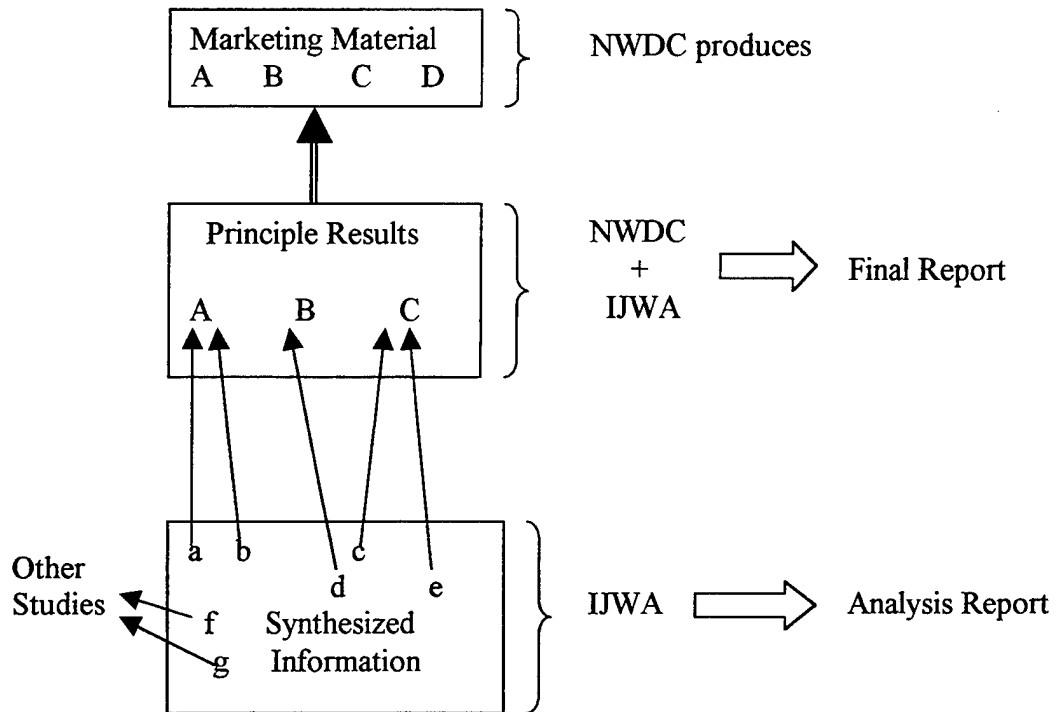 Marketing Material
A B C D
NWDC produces
Principle Results
A B C
NWDC
+
IJWA
Final Report
a b c
d e
Other
Studies
f Synthesized
g Information
IJWA
Analysis Report